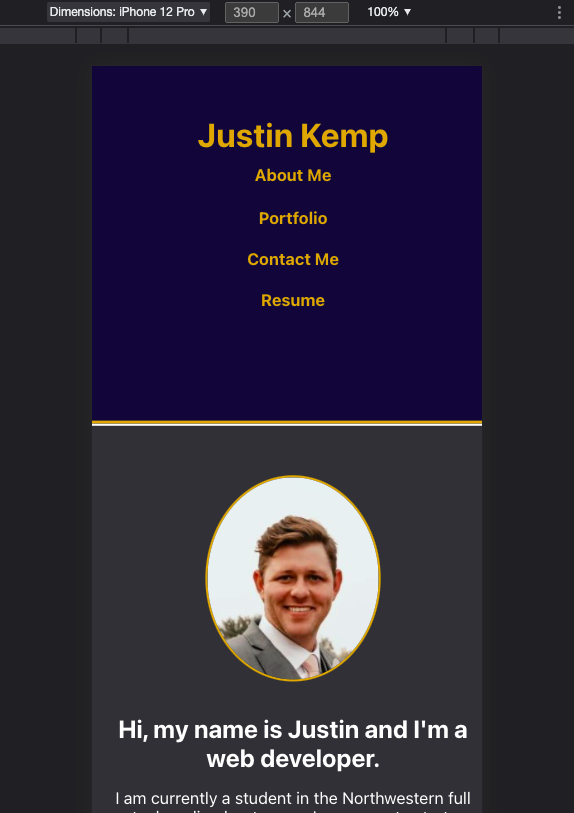 Dimensions: iPhone 12 Pro ▼ 390 × 844 100% ▼
Justin Kemp
About Me
Portfolio
Contact Me
Resume
Hi, my name is Justin and I'm a
web developer.
I am currently a student in the Northwestern full